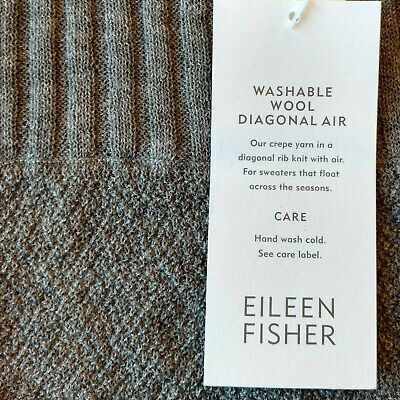 WASHABLE
WOOL
DIAGONAL AIR
Our crepe yarn in a
diagonal rib knit with air.
For sweaters that float
across the seasons.
CARE
Hand wash cold.
See care label.
EILEEN
FISHER